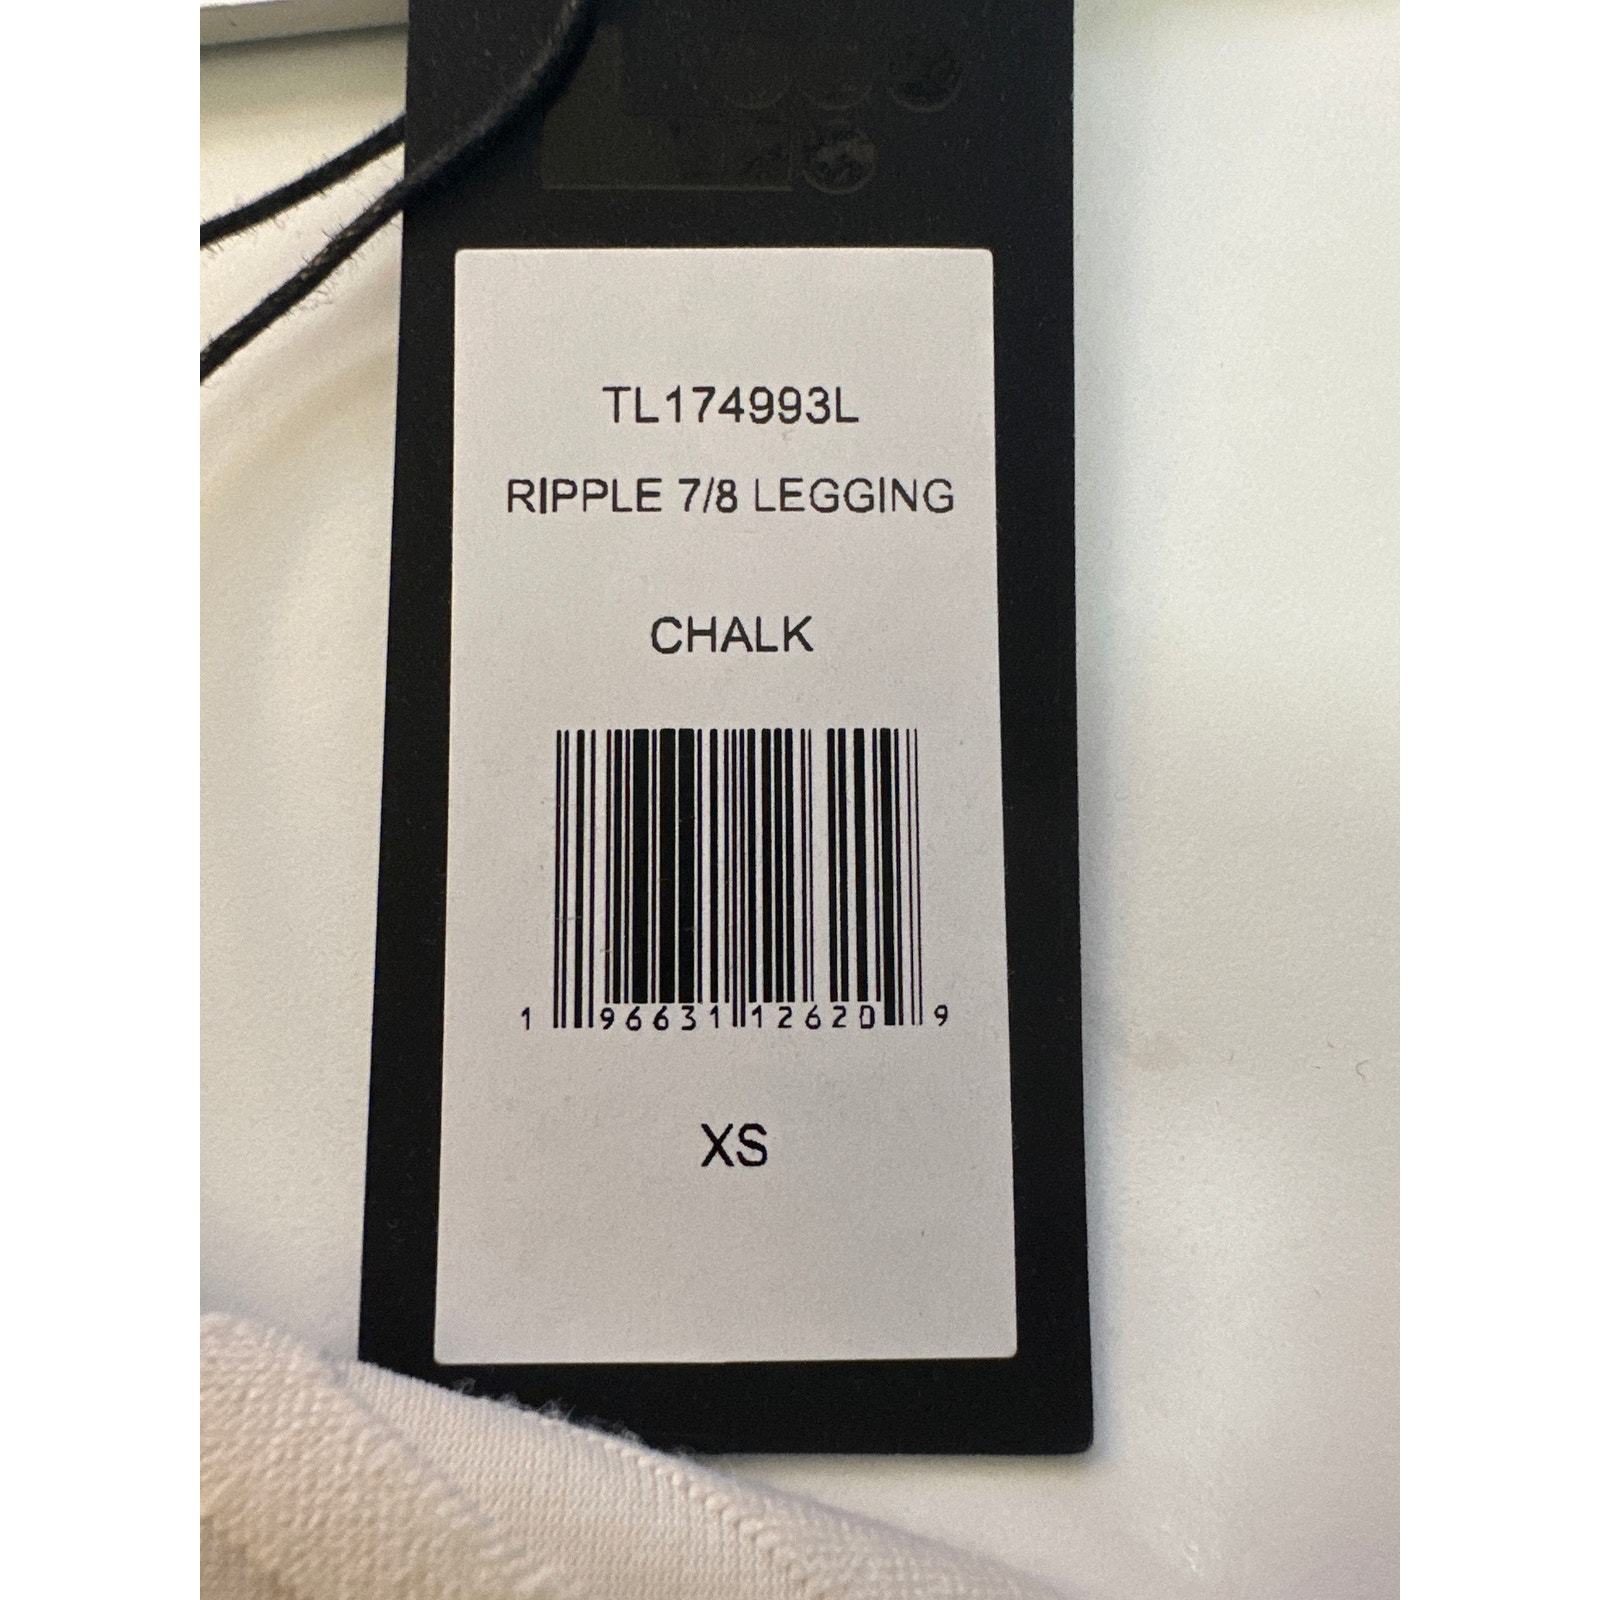 TL174993L
RIPPLE 7/8 LEGGING
CHALK
1 96631 12620 9
XS